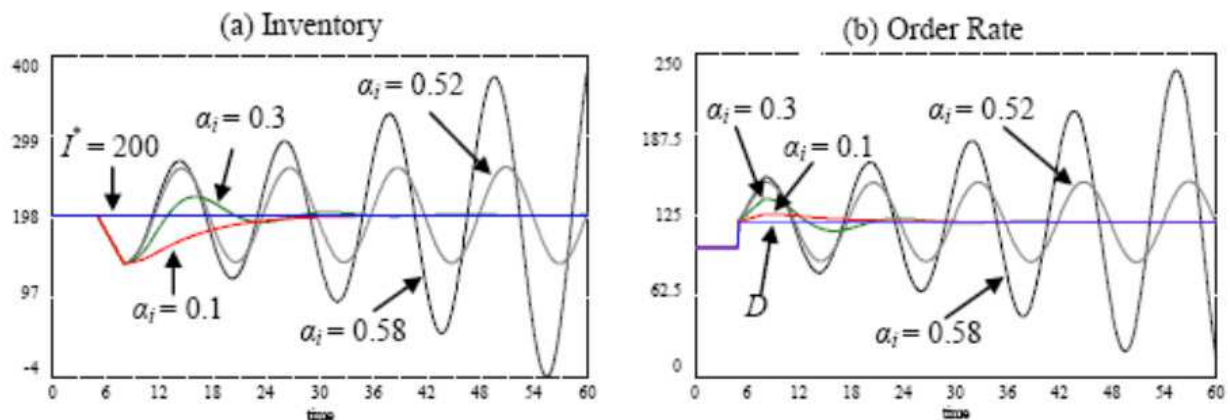 (a) Inventory
400
299
198
97
-4
I* = 200
αi = 0.3
αi = 0.52
αi = 0.1
αi = 0.58
0 6 12 18 24 30 36 42 48 54 60
time
(b) Order Rate
250
187.5
125
62.5
0
αi = 0.3
αi = 0.1
αi = 0.52
D
αi = 0.58
0 6 12 18 24 30 36 42 48 54 60
time